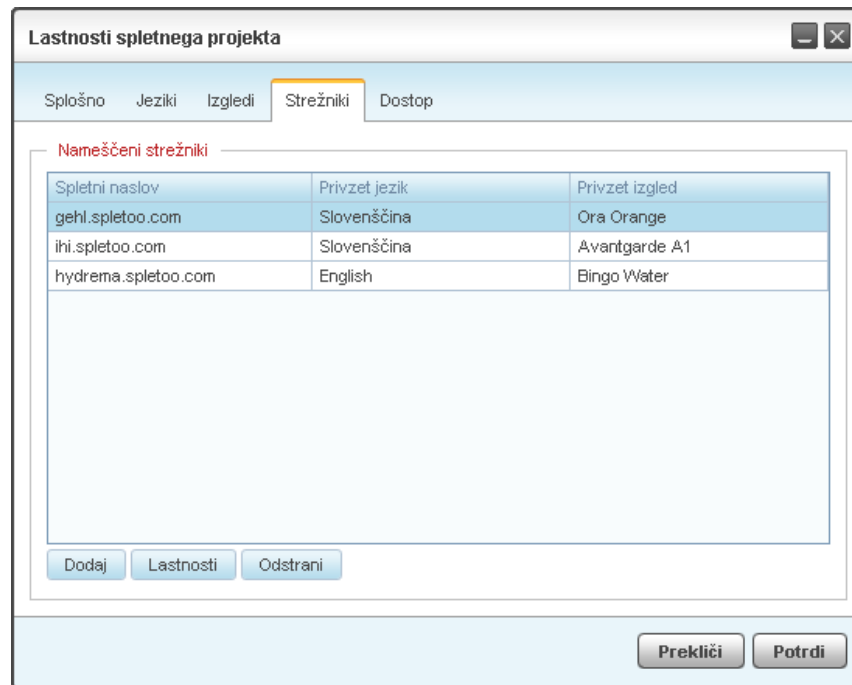 Lastnosti spletnega projekta
Splošno Jeziki Izgledi Strežniki Dostop
Nameščeni strežniki
Spletni naslov Privzet jezik Privzet izgled
gehl.spletoo.com Slovenščina Ora Orange
ihi.spletoo.com Slovenščina Avantgarde A1
hydrema.spletoo.com English Bingo Water
Dodaj Lastnosti Odstrani
Prekliči Potrdi